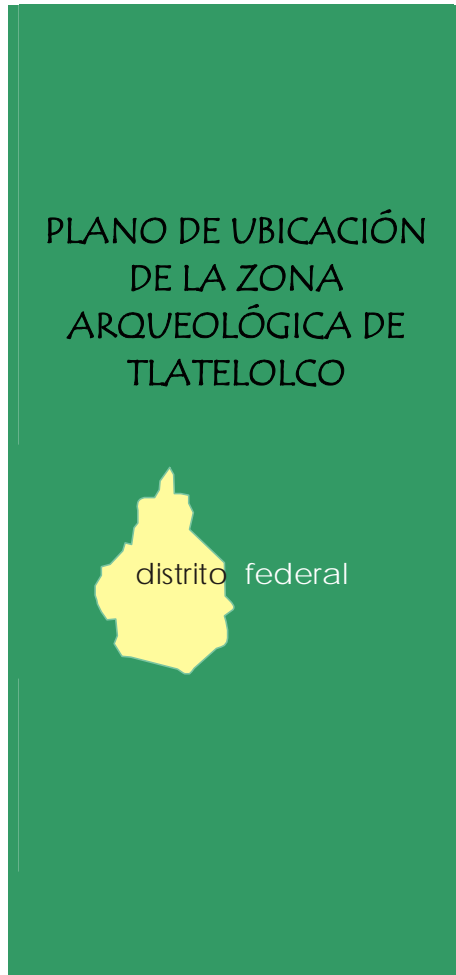 PLANO DE UBICACIÓN
DE LA ZONA
ARQUEOLÓGICA DE
TLATELOLCO
distrito federal